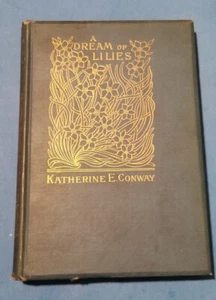 A
DREAM OF
LILIES
KATHERINE E. CONWAY